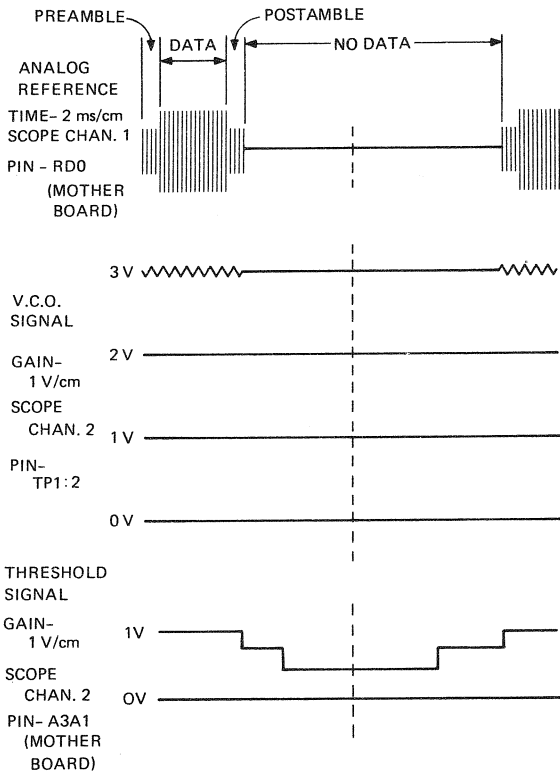 PREAMBLE
POSTAMBLE
DATA
NO DATA
ANALOG
REFERENCE
TIME– 2 ms/cm
SCOPE CHAN. 1
PIN – RD0
(MOTHER
BOARD)
3 V
V.C.O.
SIGNAL
2 V
GAIN–
1 V/cm
SCOPE
CHAN. 2
1 V
PIN–
TP1:2
0 V
THRESHOLD
SIGNAL
GAIN–
1 V/cm
1V
SCOPE
CHAN. 2
0V
PIN– A3A1
(MOTHER
BOARD)